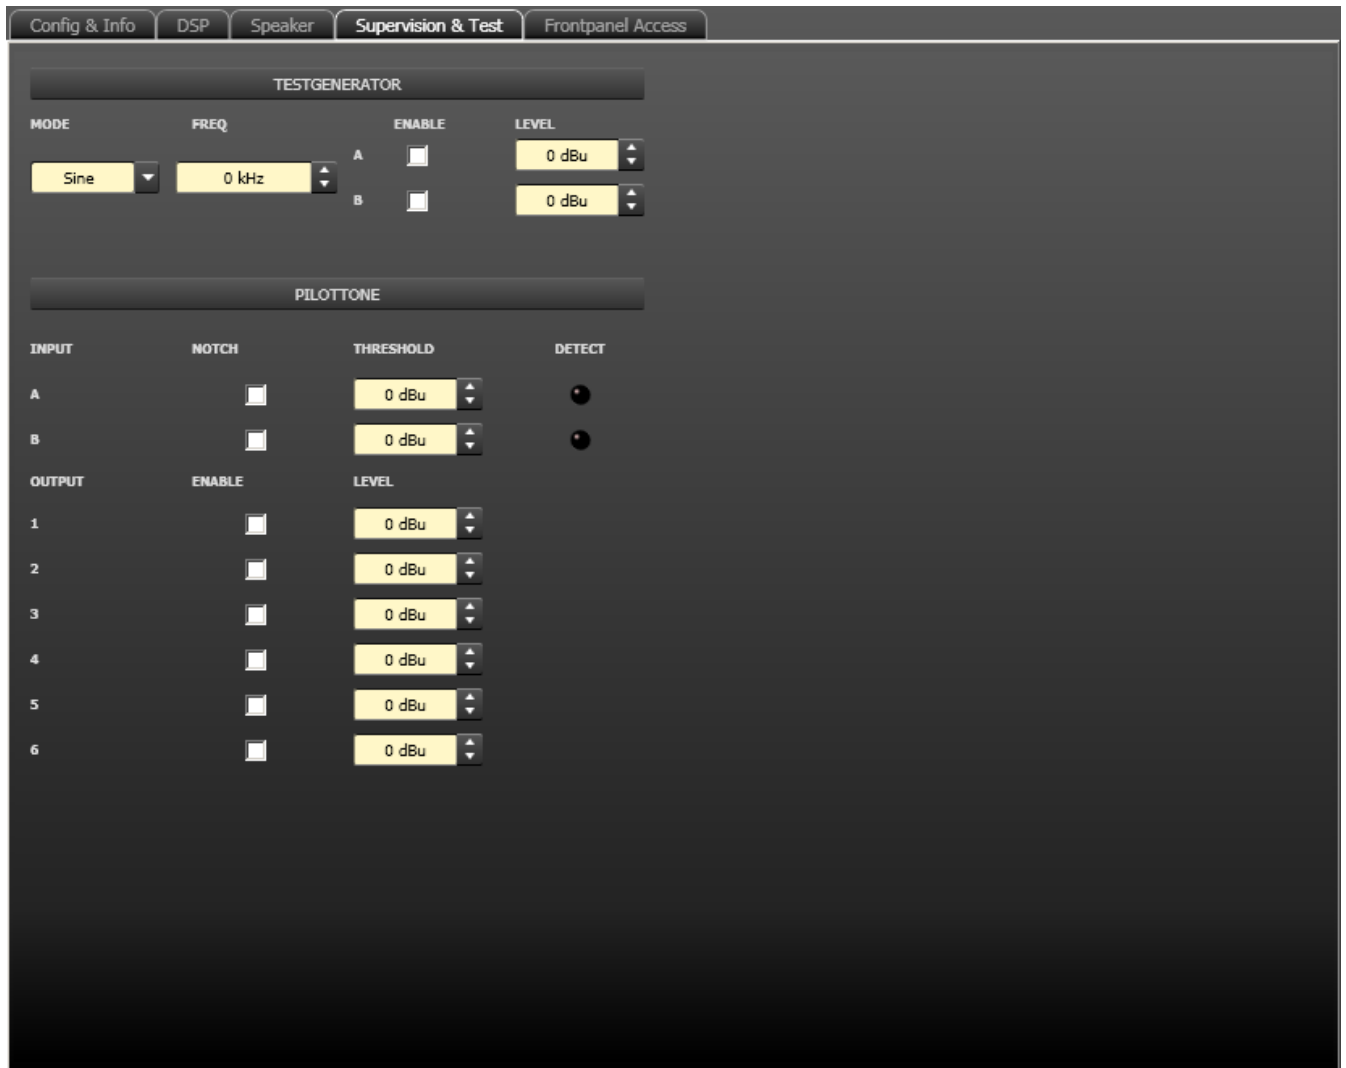 Config & Info DSP Speaker Supervision & Test Frontpanel Access
TESTGENERATOR
MODE FREQ ENABLE LEVEL
A 0 dBu
Sine 0 kHz
B 0 dBu
PILOTTONE
INPUT NOTCH THRESHOLD DETECT
A 0 dBu
B 0 dBu
OUTPUT ENABLE LEVEL
1 0 dBu
2 0 dBu
3 0 dBu
4 0 dBu
5 0 dBu
6 0 dBu